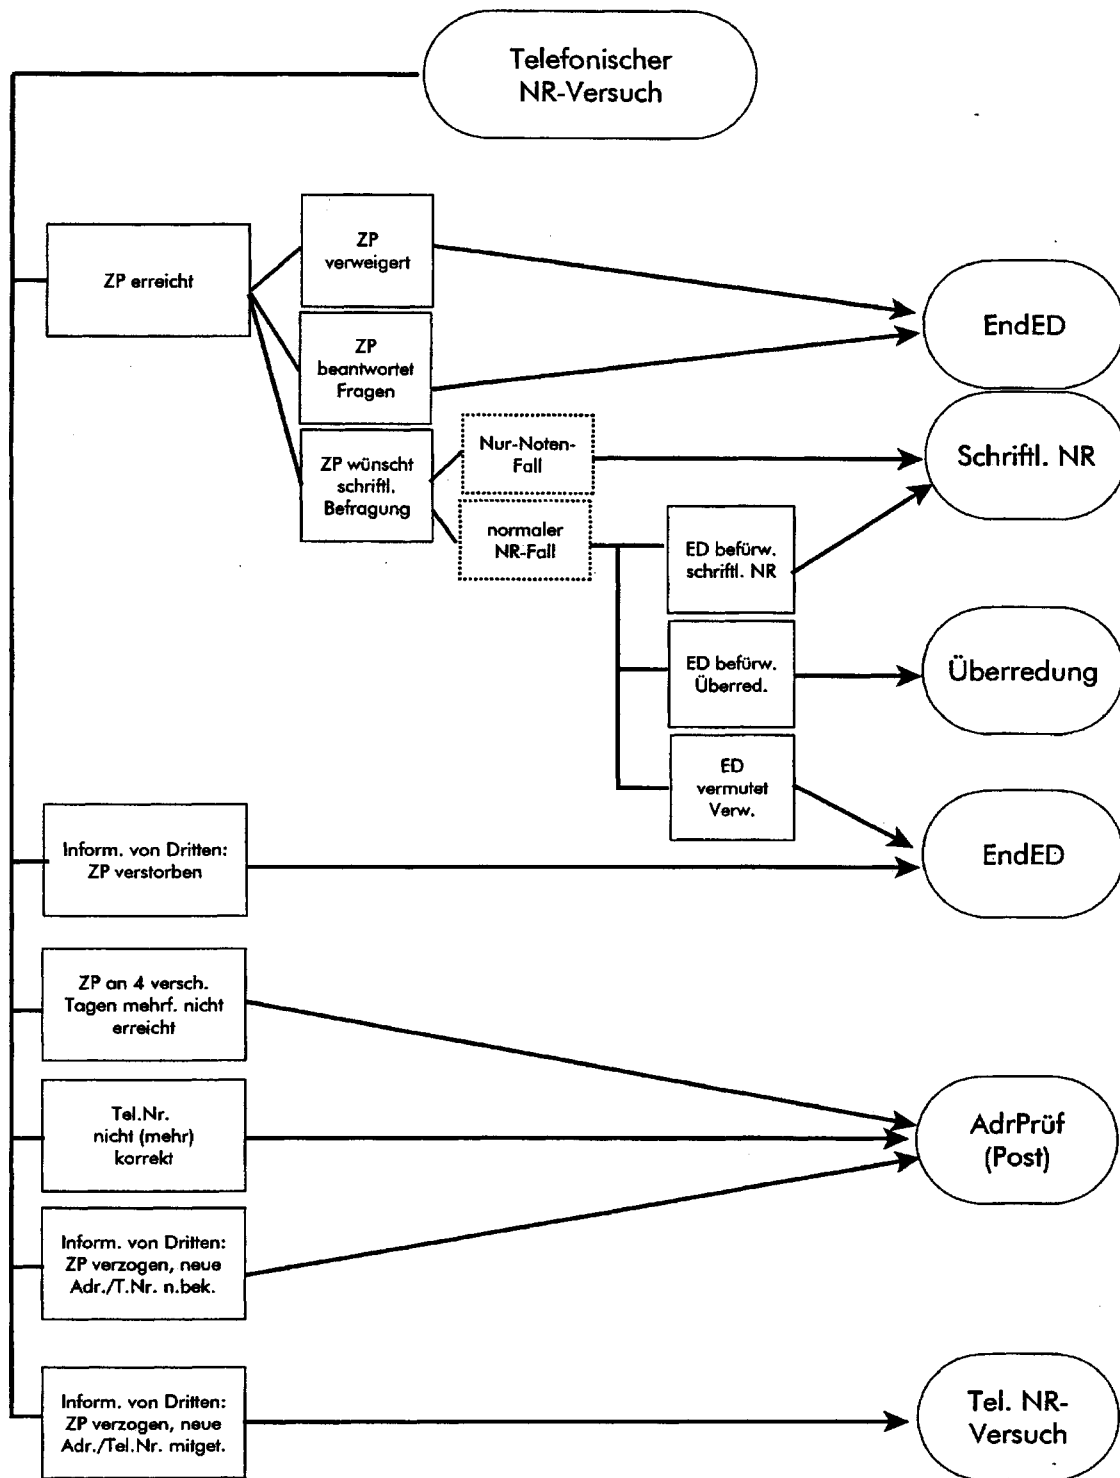 Telefonischer
NR-Versuch
ZP erreicht
ZP
verweigert
EndED
ZP
beantwortet
Fragen
ZP wünscht
schriftl.
Befragung
Nur-Noten-
Fall
Schriftl. NR
normaler
NR-Fall
ED befürw.
schriftl. NR
ED befürw.
Überred.
Überredung
ED
vermutet
Verw.
Inform. von Dritten:
ZP verstorben
EndED
ZP an 4 versch.
Tagen mehrf. nicht
erreicht
Tel.Nr.
nicht (mehr)
korrekt
AdrPrüf
(Post)
Inform. von Dritten:
ZP verzogen, neue
Adr./T.Nr. n.bek.
Inform. von Dritten:
ZP verzogen, neue
Adr./Tel.Nr. mitget.
Tel. NR-
Versuch